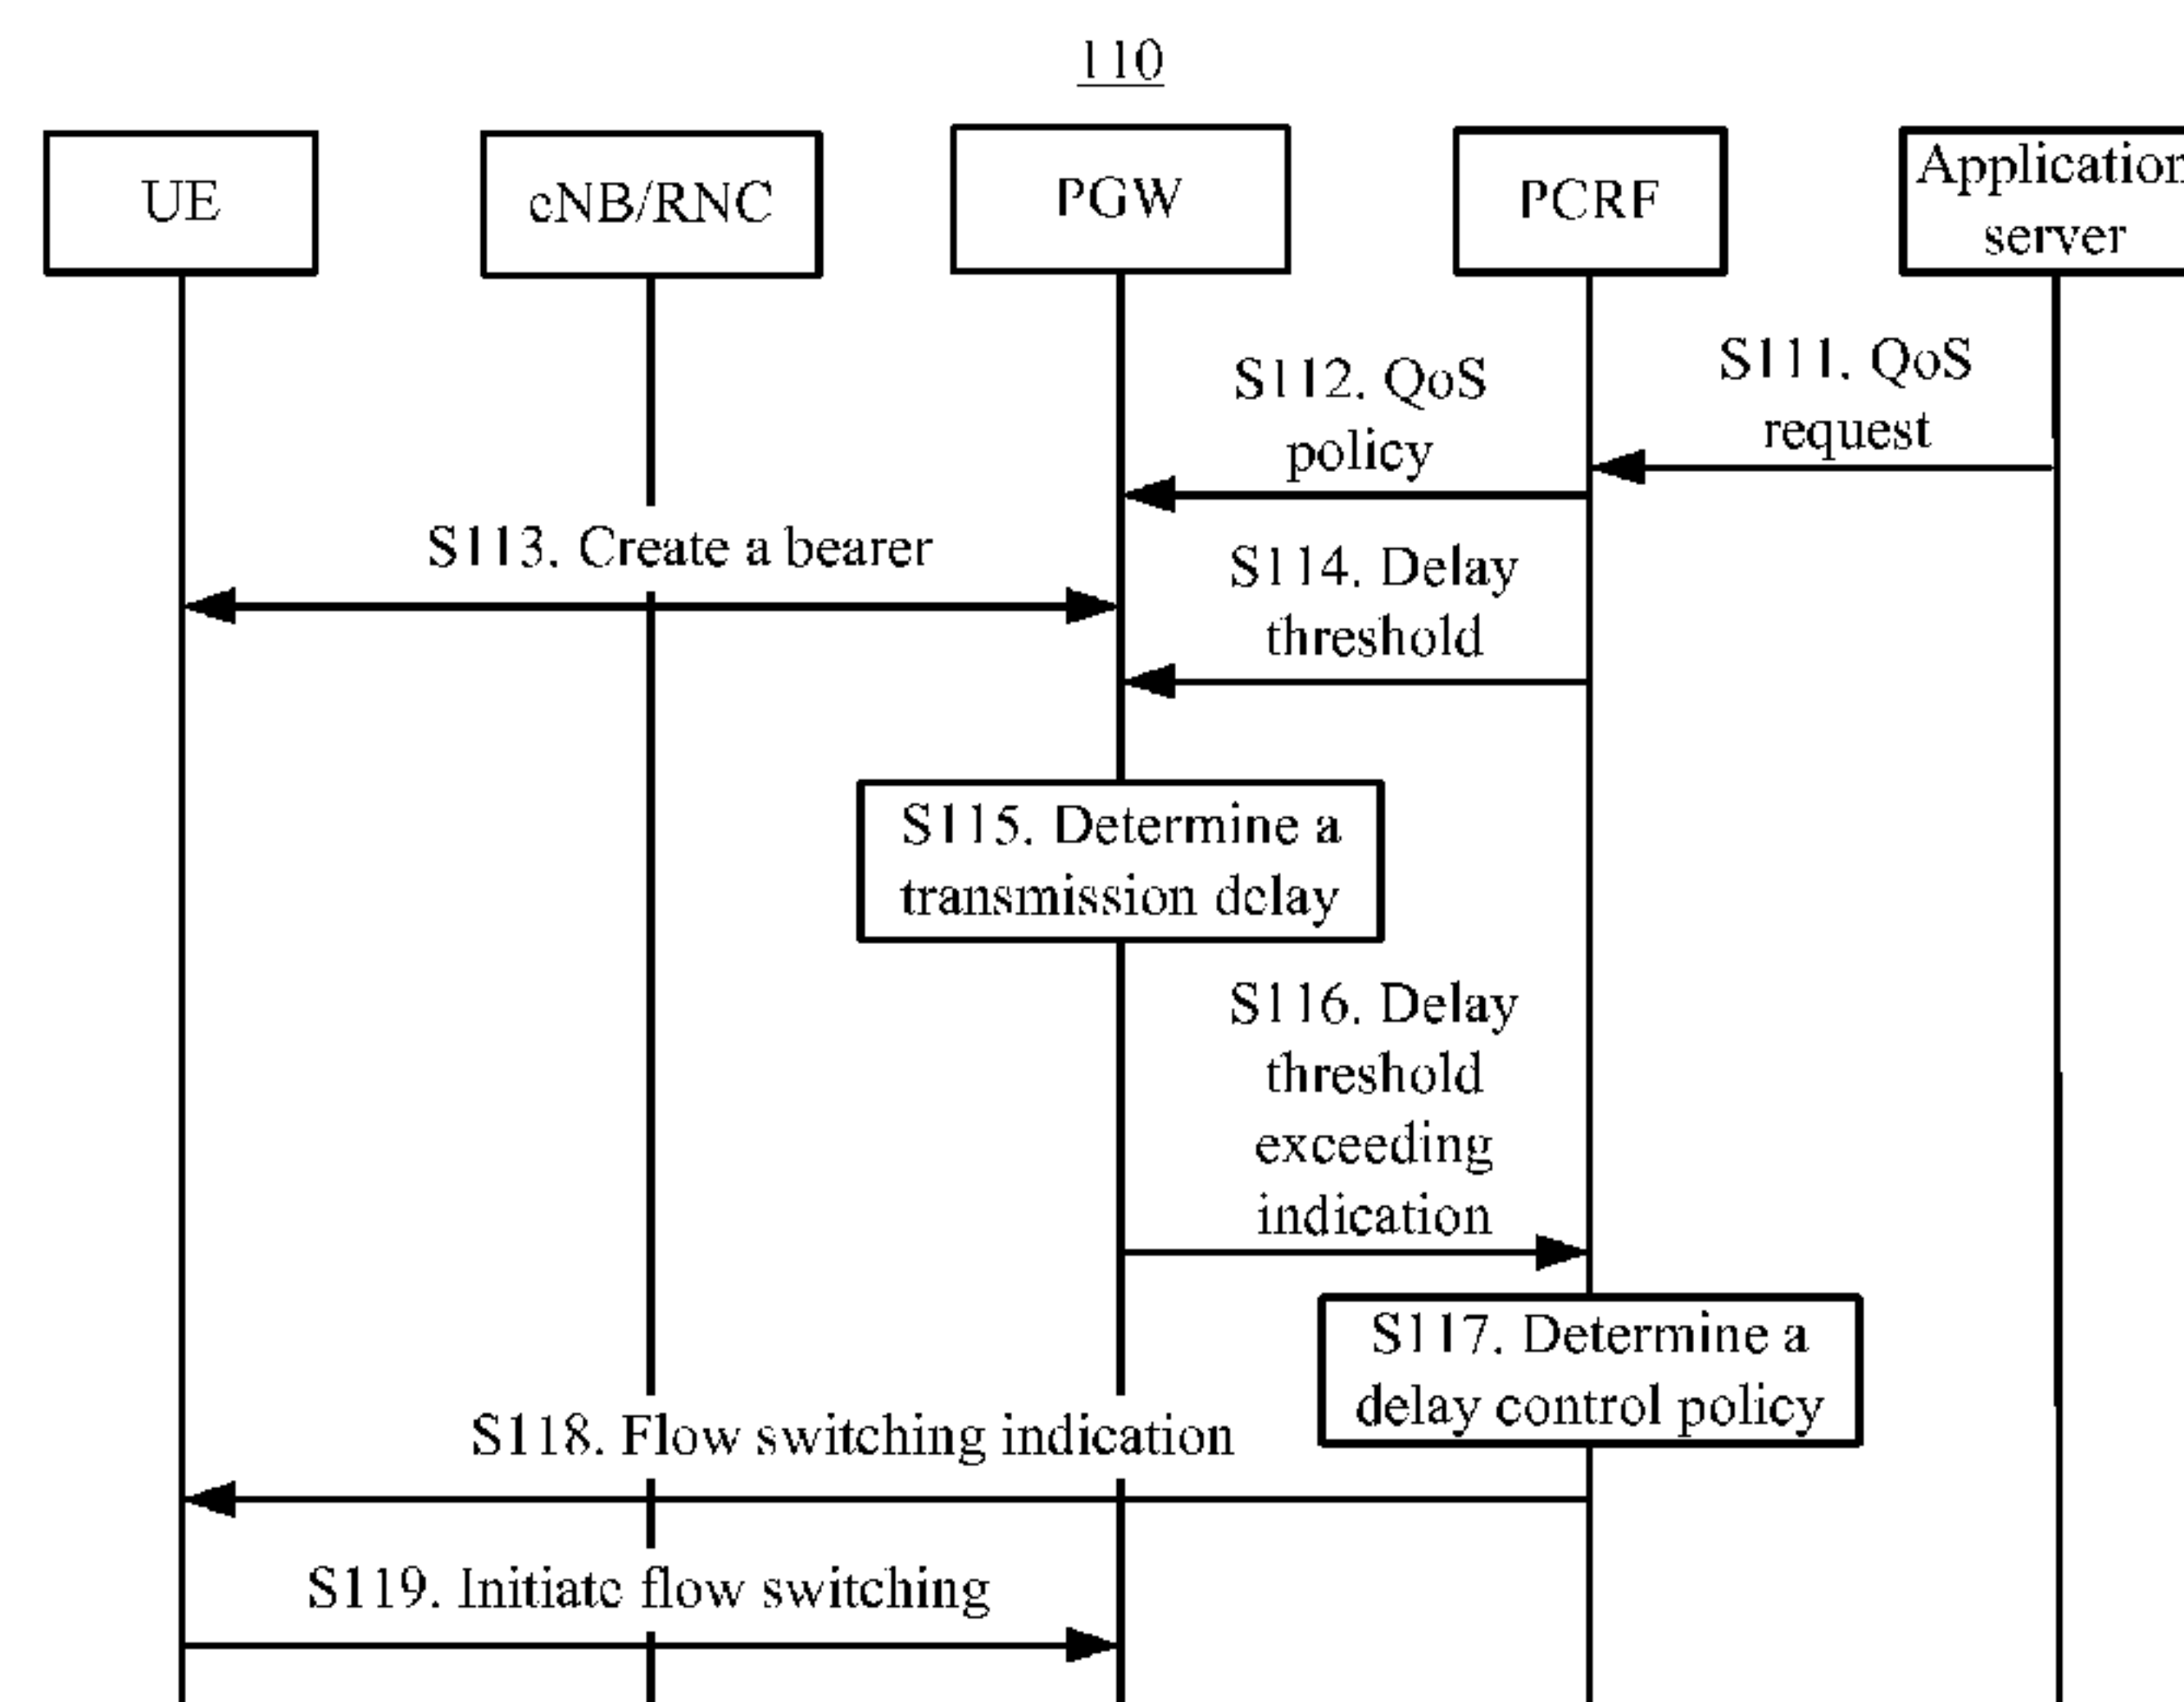 110
UE
eNB/RNC
PGW
PCRF
Application
server
S111. QoS
request
S112. QoS
policy
S113. Create a bearer
S114. Delay
threshold
S115. Determine a
transmission delay
S116. Delay
threshold
exceeding
indication
S117. Determine a
delay control policy
S118. Flow switching indication
S119. Initiate flow switching